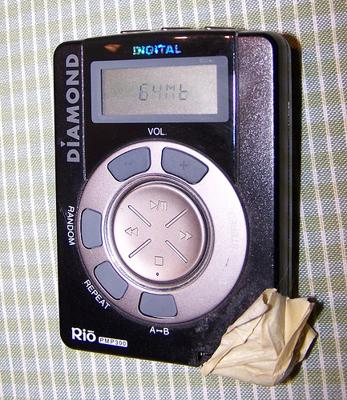 DIGITAL
DIAMOND
64Mb
VOL.
- +
RANDOM
REPEAT
A↔B
Rio PMP300